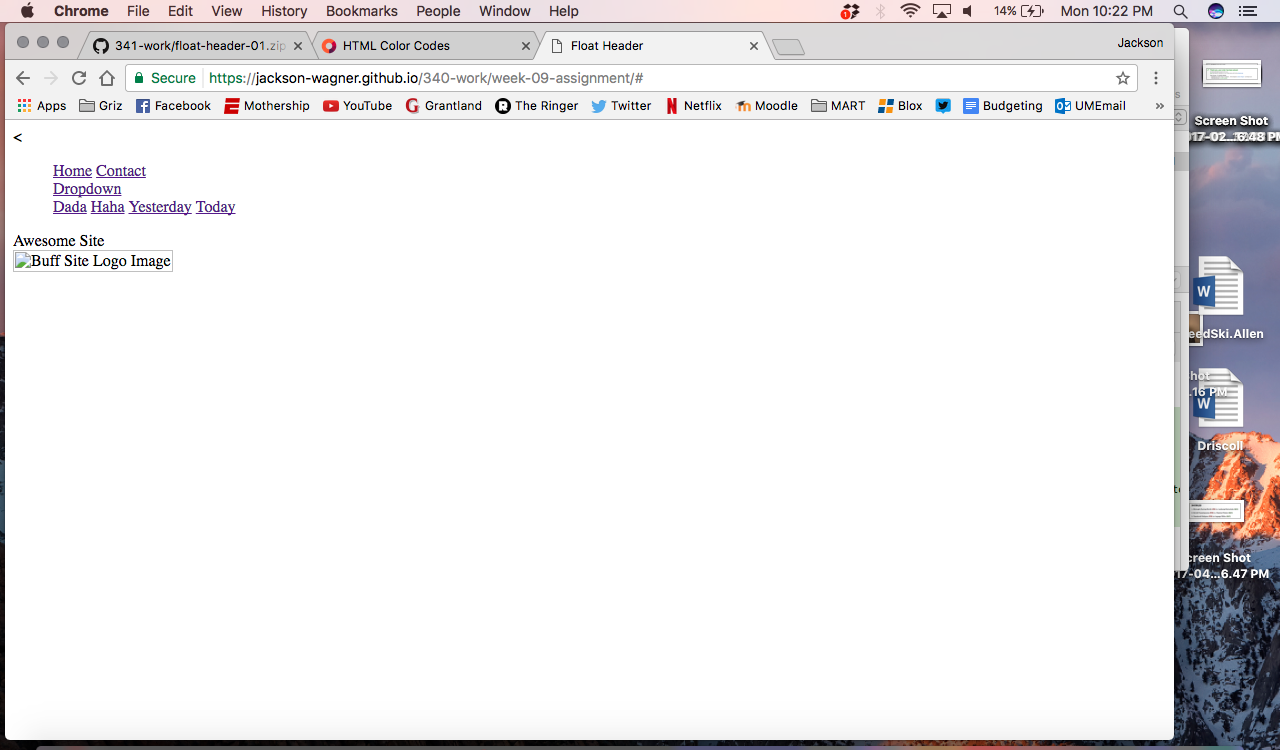 Chrome File Edit View History Bookmarks People Window Help 14% Mon 10:22 PM
341-work/float-header-01.zip HTML Color Codes Float Header Jackson
Secure https://jackson-wagner.github.io/340-work/week-09-assignment/#
Apps Griz Facebook Mothership YouTube Grantland The Ringer Twitter Netflix Moodle MART Blox Budgeting UMEmail »
<
Home Contact
Dropdown
Dada Haha Yesterday Today
Awesome Site
Buff Site Logo Image
Screen Shot
17-02...6:48 PM
eedSki.Allen
hot
.16 PM
Driscoll
creen Shot
17-04...6.47 PM